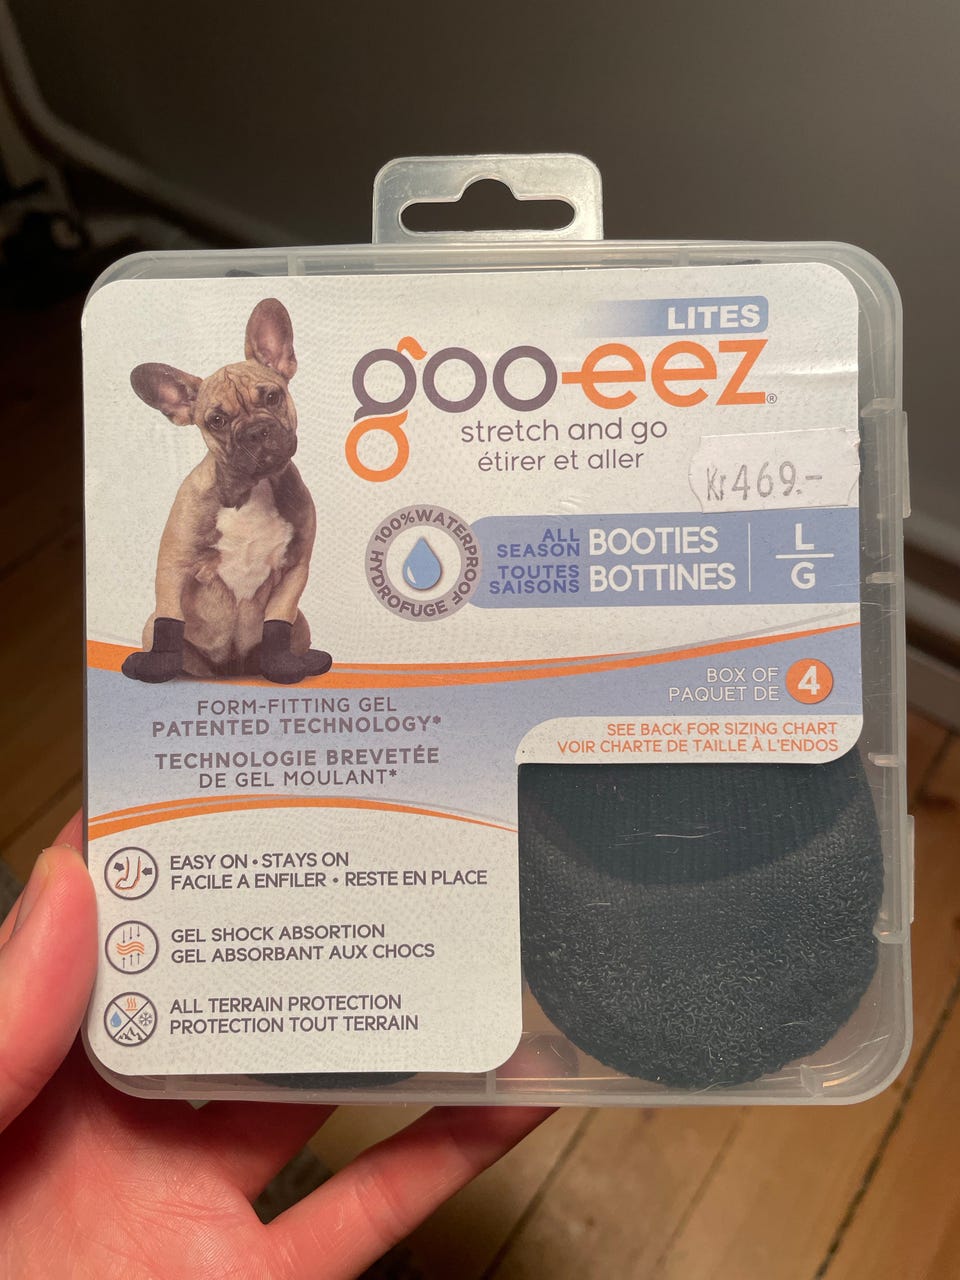 LITES
goo-eez®
stretch and go
étirer et aller
Kr 469.-
100% WATERPROOF
HYDROFUGE
ALL SEASON BOOTIES
TOUTES SAISONS BOTTINES
L
G
BOX OF
PAQUET DE
4
SEE BACK FOR SIZING CHART
VOIR CHARTE DE TAILLE À L'ENDOS
FORM-FITTING GEL
PATENTED TECHNOLOGY*
TECHNOLOGIE BREVETÉE
DE GEL MOULANT*
EASY ON • STAYS ON
FACILE A ENFILER • RESTE EN PLACE
GEL SHOCK ABSORTION
GEL ABSORBANT AUX CHOCS
ALL TERRAIN PROTECTION
PROTECTION TOUT TERRAIN